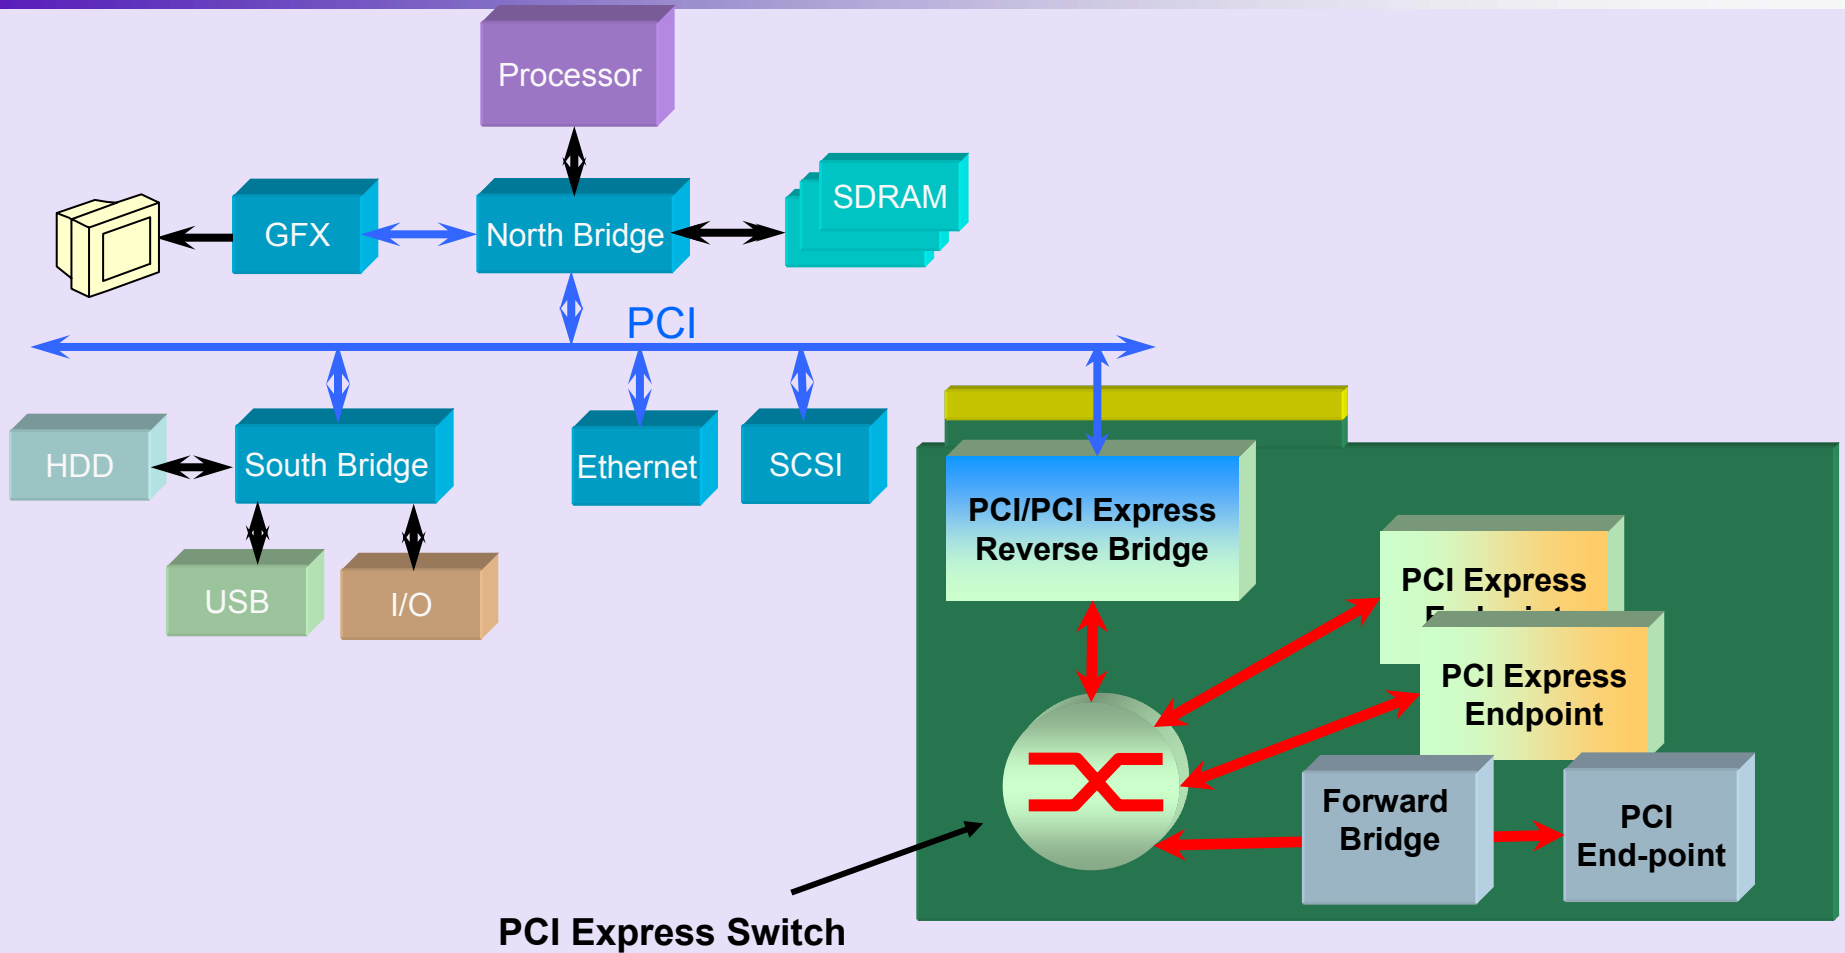 Processor
GFX
North Bridge
SDRAM
PCI
HDD
South Bridge
Ethernet
SCSI
USB
I/O
PCI/PCI Express
Reverse Bridge
PCI Express
Endpoint
PCI Express
Endpoint
Forward
Bridge
PCI
End-point
PCI Express Switch